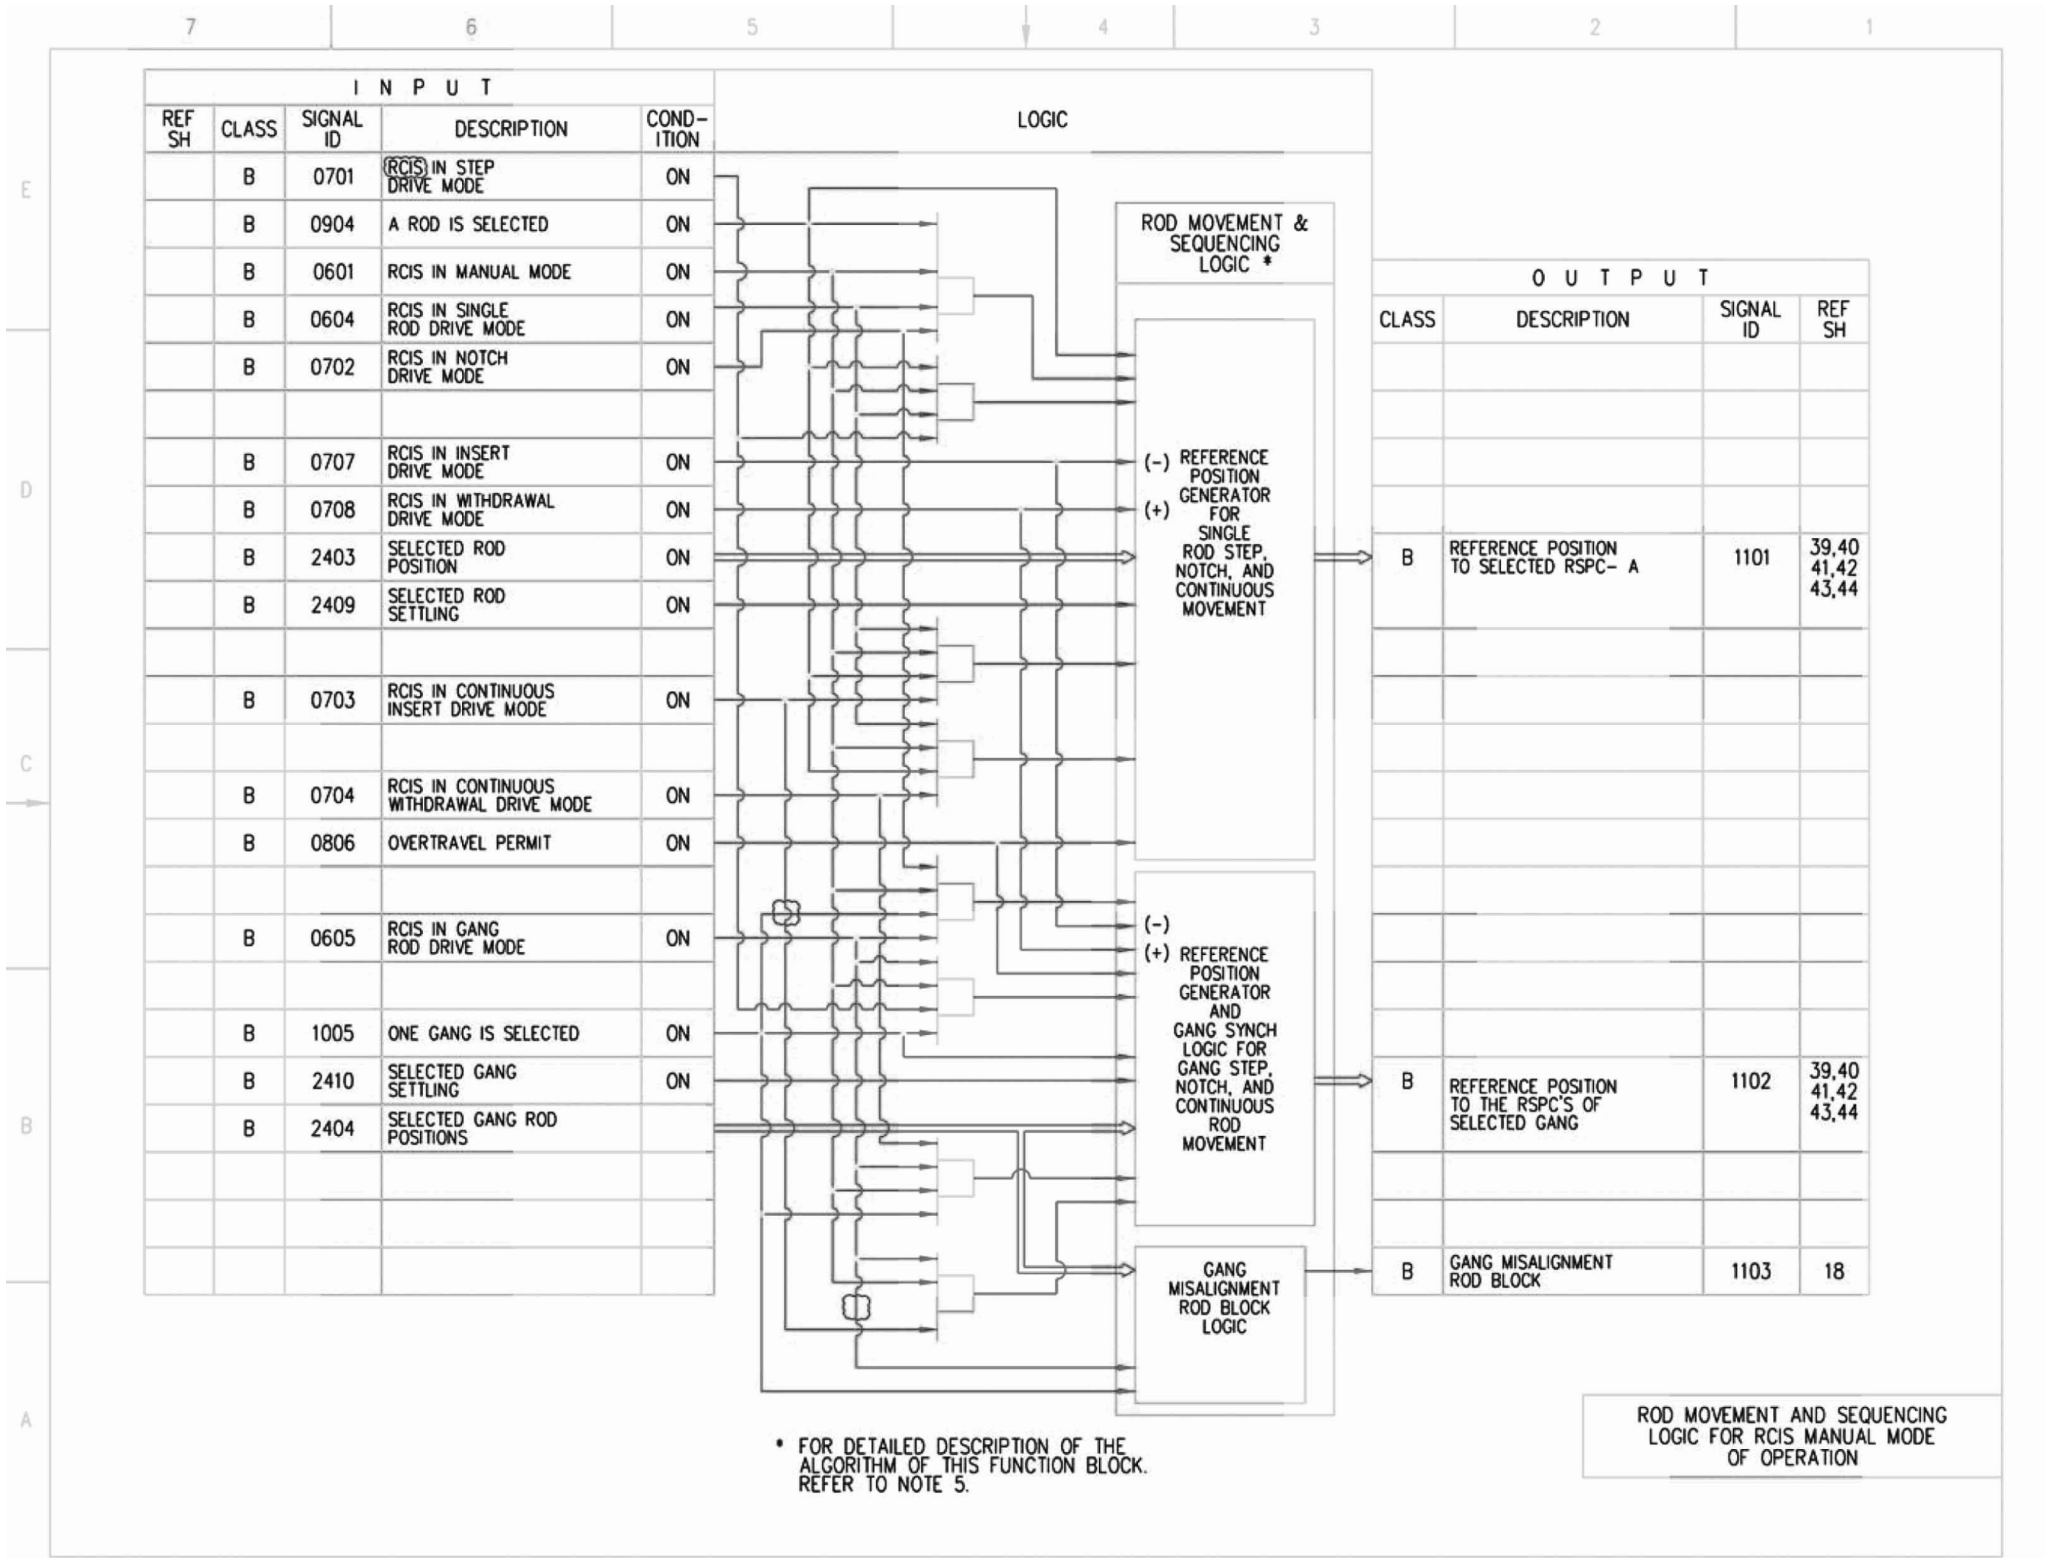 7 6 5 4 3 2 1
E
D
C
B
A
I N P U T
REF SH CLASS SIGNAL ID DESCRIPTION COND- ITION
LOGIC
B 0701 RCIS IN STEP DRIVE MODE ON
B 0904 A ROD IS SELECTED ON
B 0601 RCIS IN MANUAL MODE ON
B 0604 RCIS IN SINGLE ROD DRIVE MODE ON
B 0702 RCIS IN NOTCH DRIVE MODE ON
B 0707 RCIS IN INSERT DRIVE MODE ON
B 0708 RCIS IN WITHDRAWAL DRIVE MODE ON
B 2403 SELECTED ROD POSITION ON
B 2409 SELECTED ROD SETTLING ON
B 0703 RCIS IN CONTINUOUS INSERT DRIVE MODE ON
B 0704 RCIS IN CONTINUOUS WITHDRAWAL DRIVE MODE ON
B 0806 OVERTRAVEL PERMIT ON
B 0605 RCIS IN GANG ROD DRIVE MODE ON
B 1005 ONE GANG IS SELECTED ON
B 2410 SELECTED GANG SETTLING ON
B 2404 SELECTED GANG ROD POSITIONS
ROD MOVEMENT &
SEQUENCING
LOGIC *
(-) REFERENCE
POSITION
GENERATOR
(+) FOR
SINGLE
ROD STEP,
NOTCH, AND
CONTINUOUS
MOVEMENT
(-)
(+) REFERENCE
POSITION
GENERATOR
AND
GANG SYNCH
LOGIC FOR
GANG STEP,
NOTCH, AND
CONTINUOUS
ROD
MOVEMENT
GANG
MISALIGNMENT
ROD BLOCK
LOGIC
O U T P U T
CLASS DESCRIPTION SIGNAL ID REF SH
B REFERENCE POSITION TO SELECTED RSPC- A 1101 39,40 41,42 43,44
B REFERENCE POSITION TO THE RSPC'S OF SELECTED GANG 1102 39,40 41,42 43,44
B GANG MISALIGNMENT ROD BLOCK 1103 18
* FOR DETAILED DESCRIPTION OF THE
ALGORITHM OF THIS FUNCTION BLOCK.
REFER TO NOTE 5.
ROD MOVEMENT AND SEQUENCING
LOGIC FOR RCIS MANUAL MODE
OF OPERATION